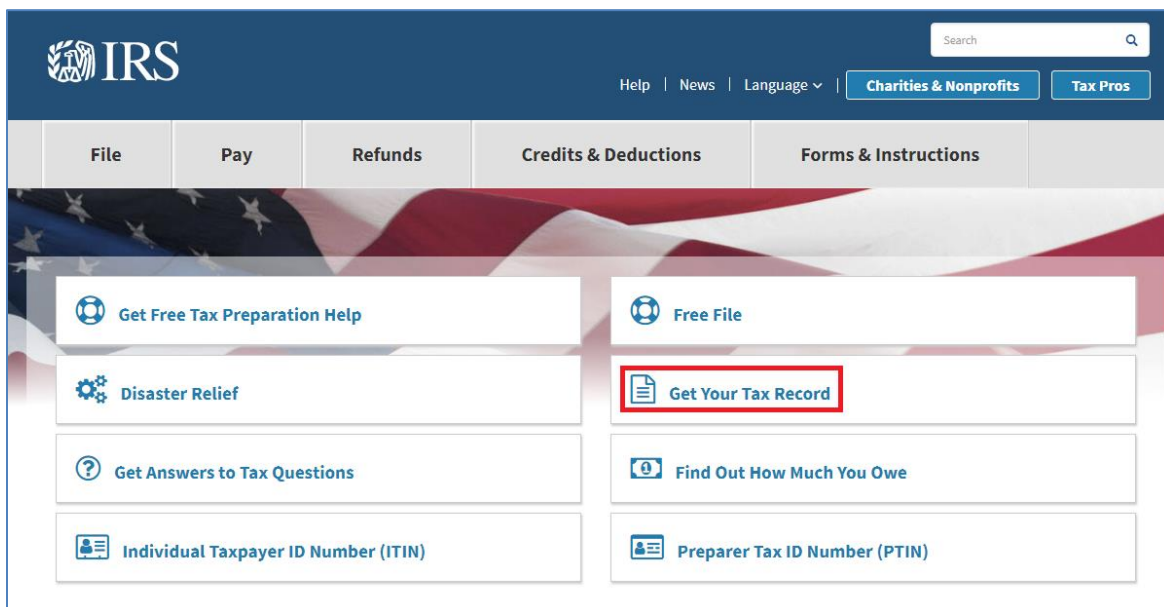 IRS
Search
Help | News | Language | Charities & Nonprofits Tax Pros
File Pay Refunds Credits & Deductions Forms & Instructions
Get Free Tax Preparation Help
Free File
Disaster Relief
Get Your Tax Record
Get Answers to Tax Questions
Find Out How Much You Owe
Individual Taxpayer ID Number (ITIN)
Preparer Tax ID Number (PTIN)